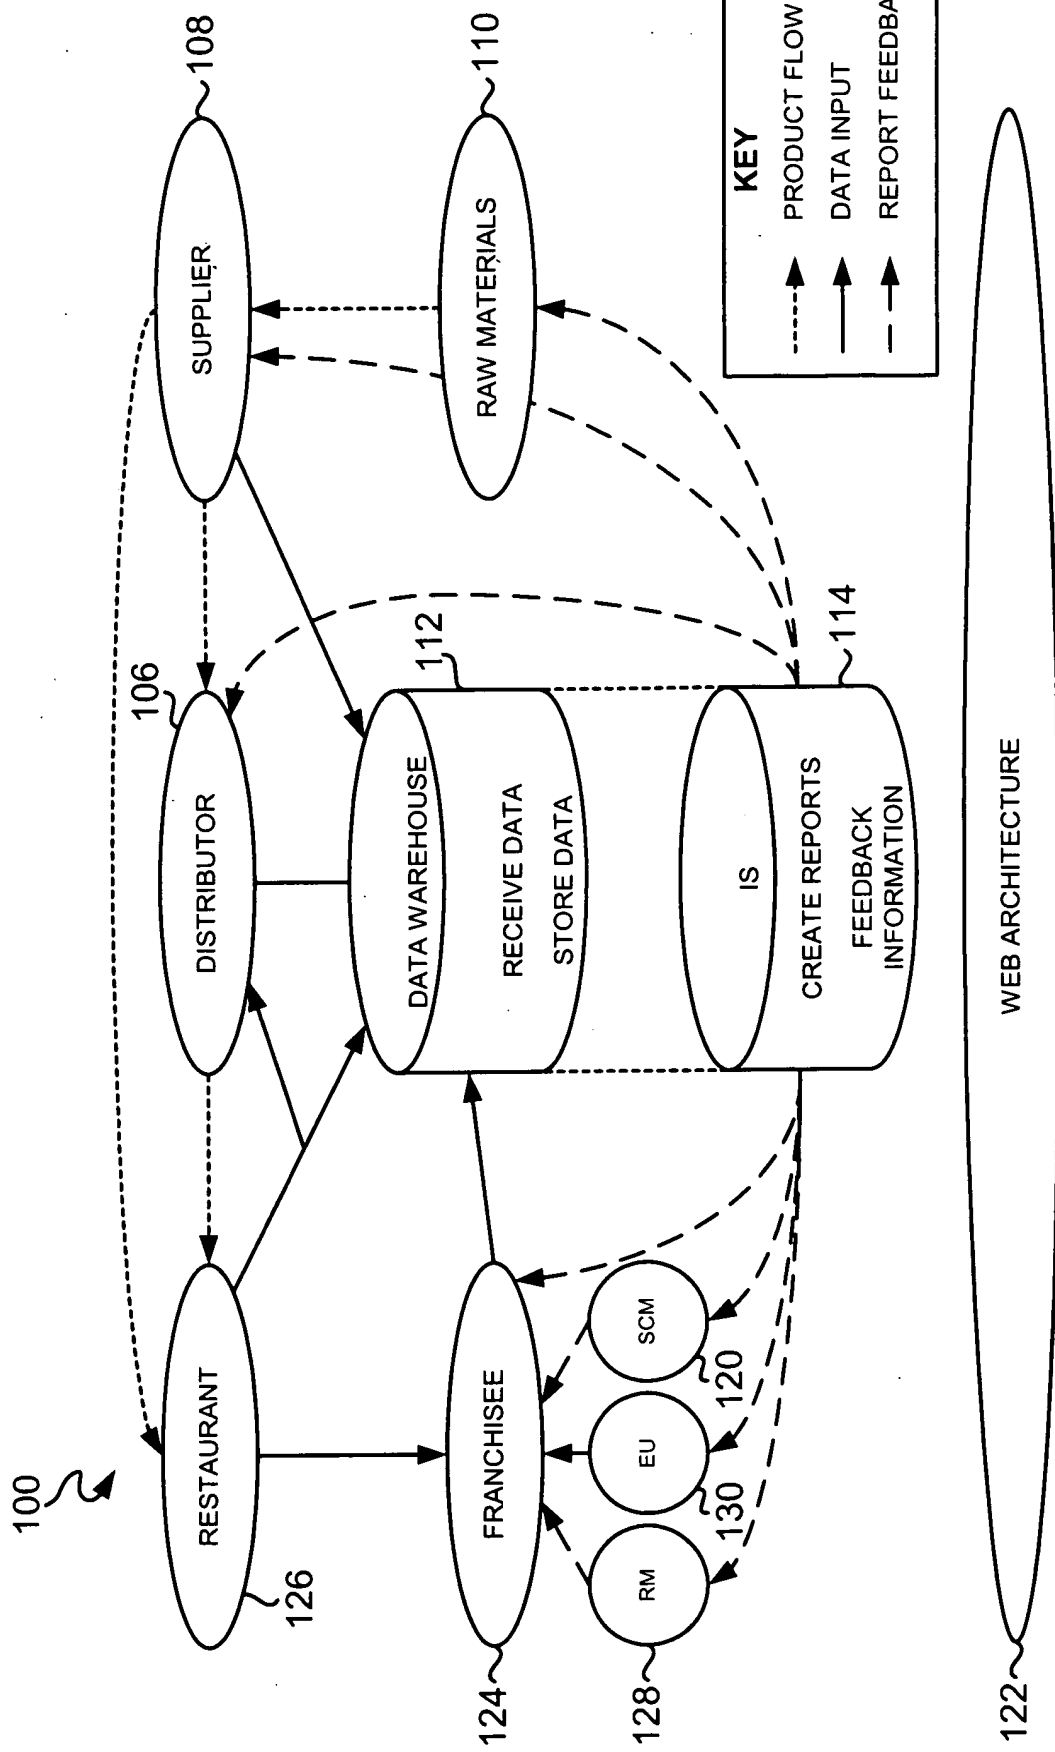 100
RESTAURANT
126
DISTRIBUTOR
106
SUPPLIER
108
FRANCHISEE
124
DATA WAREHOUSE
112
RECEIVE DATA
STORE DATA
RAW MATERIALS
110
RM
128
EU
130
SCM
120
IS
CREATE REPORTS
FEEDBACK
INFORMATION
114
KEY
PRODUCT FLOW
DATA INPUT
REPORT FEEDBA
WEB ARCHITECTURE
122